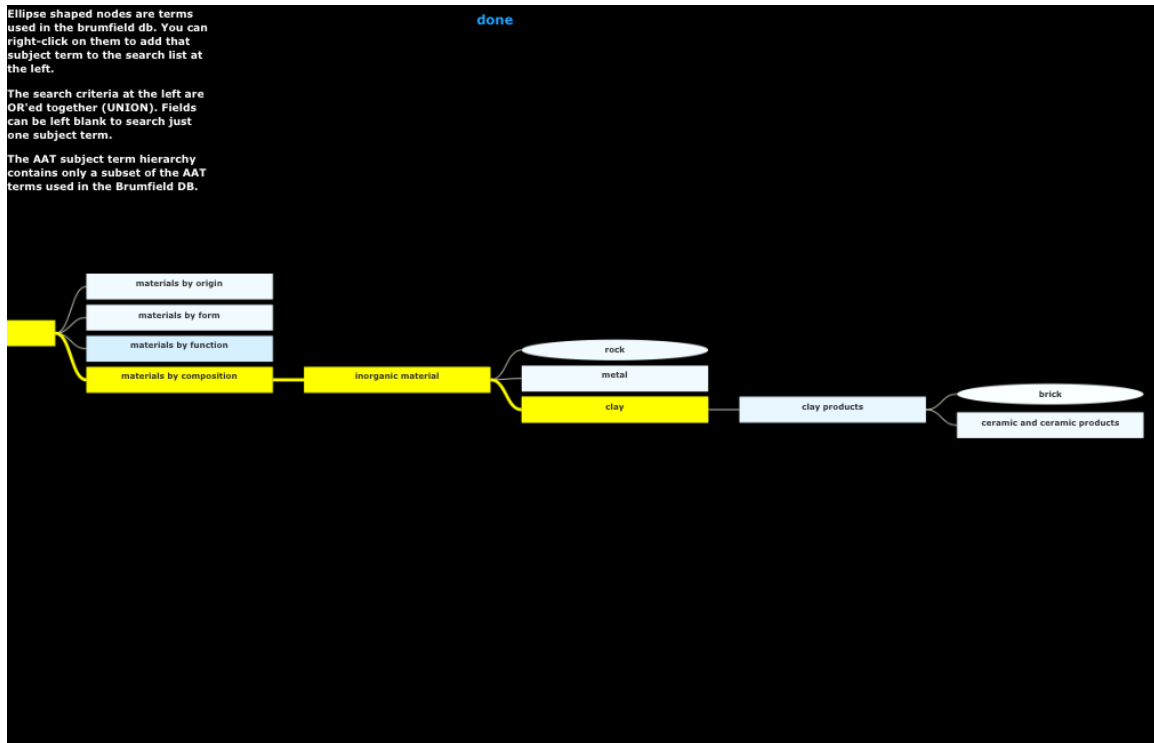 Ellipse shaped nodes are terms
used in the brumfield db. You can
right-click on them to add that
subject term to the search list at
the left.
The search criteria at the left are
OR'ed together (UNION). Fields
can be left blank to search just
one subject term.
The AAT subject term hierarchy
contains only a subset of the AAT
terms used in the Brumfield DB.
done
materials by origin
materials by form
materials by function
materials by composition
inorganic material
rock
metal
clay
clay products
brick
ceramic and ceramic products